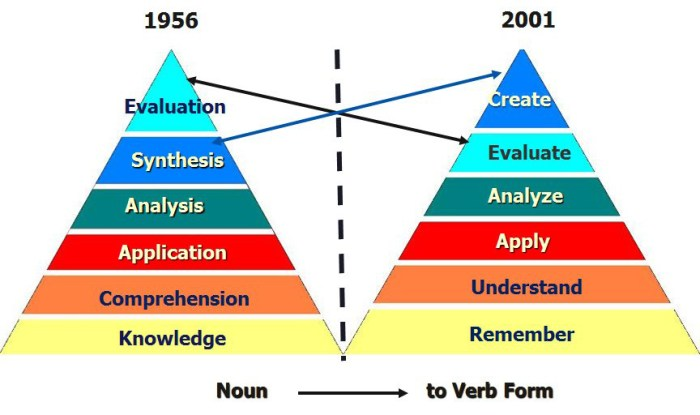 1956
2001
Evaluation
Synthesis
Analysis
Application
Comprehension
Knowledge
Create
Evaluate
Analyze
Apply
Understand
Remember
Noun to Verb Form